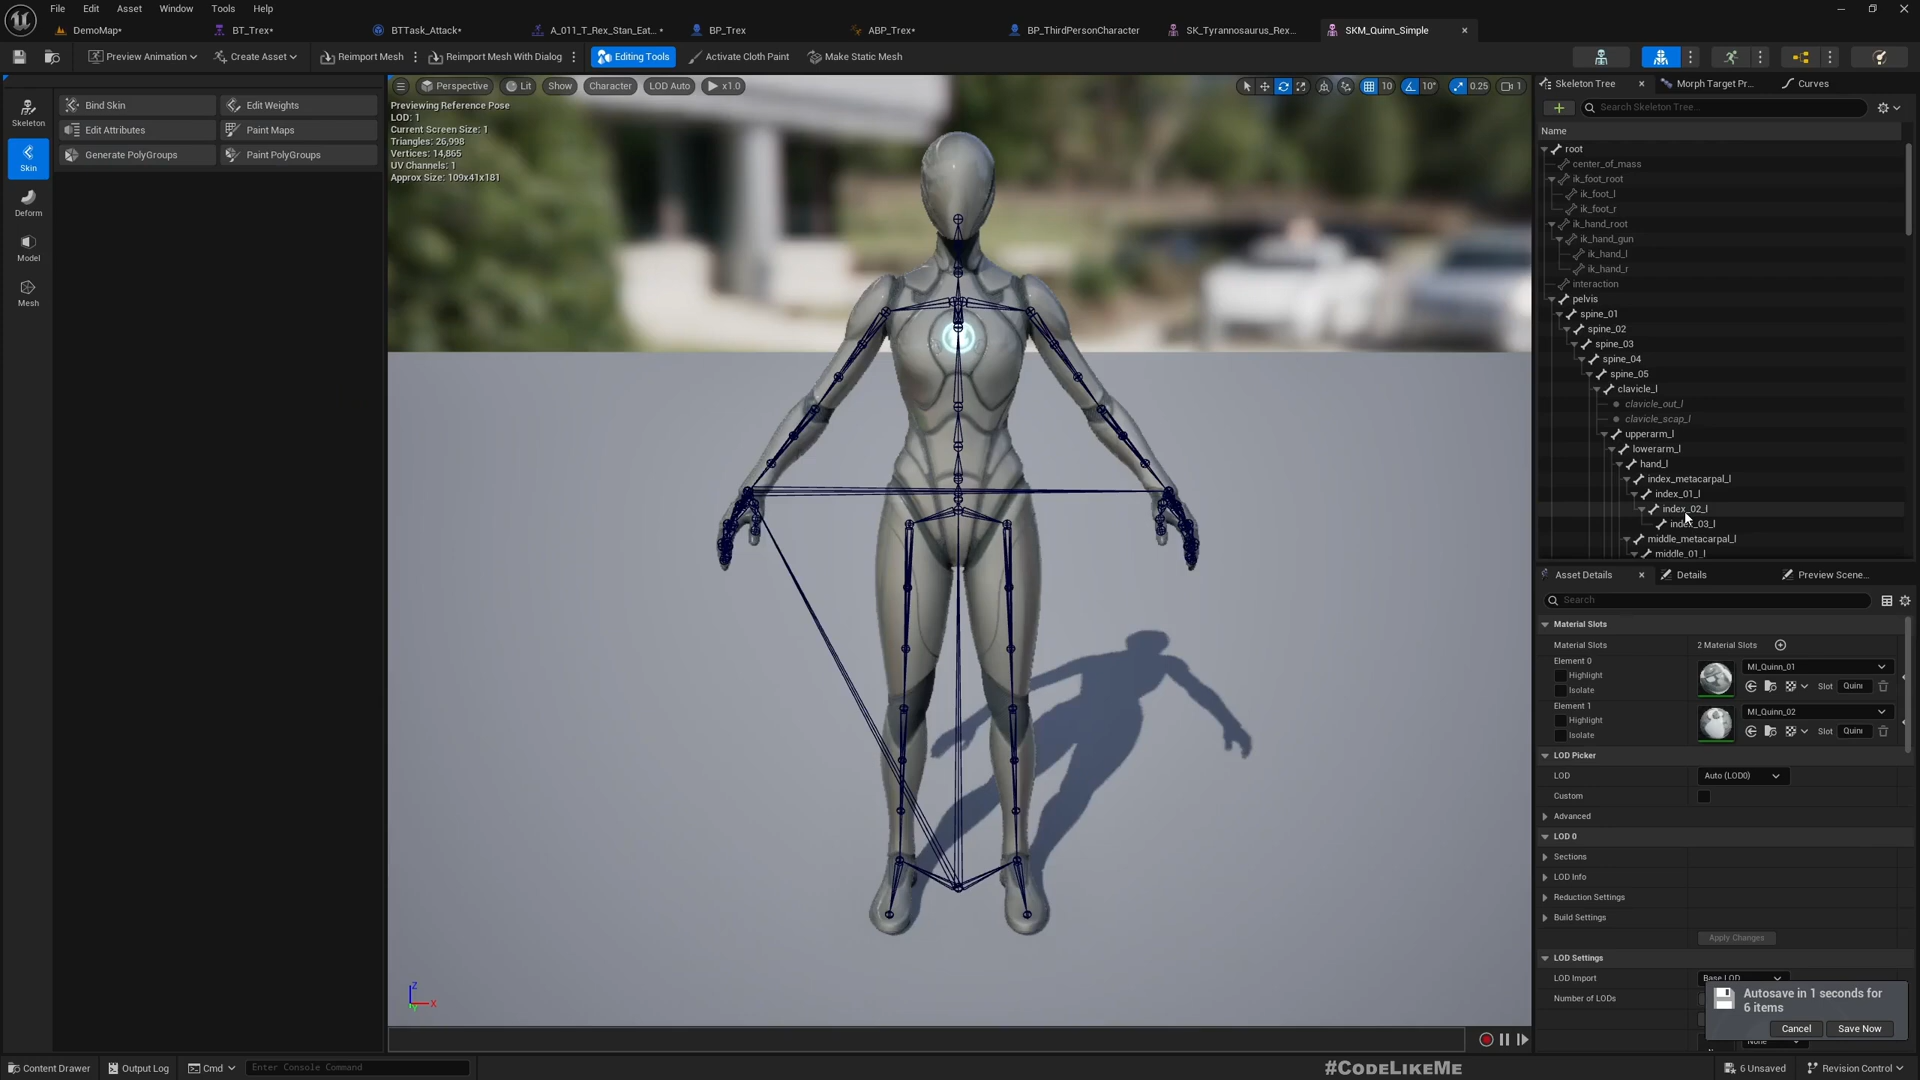 File Edit Asset Window Tools Help
DemoMap* BT_Trex* BTTask_Attack* A_011_T_Rex_Stan_Eat...* BP_Trex ABP_Trex* BP_ThirdPersonCharacter SK_Tyrannosaurus_Rex... SKM_Quinn_Simple
Preview Animation Create Asset Reimport Mesh Reimport Mesh With Dialog Editing Tools Activate Cloth Paint Make Static Mesh
Skeleton
Skin
Deform
Model
Mesh
Bind Skin Edit Weights
Edit Attributes Paint Maps
Generate PolyGroups Paint PolyGroups
Perspective Lit Show Character LOD Auto x1.0
10 10° 0.25 1
Previewing Reference Pose
LOD: 1
Current Screen Size: 1
Triangles: 26,998
Vertices: 14,865
UV Channels: 1
Approx Size: 109x41x181
Z
X
Skeleton Tree Morph Target Pr... Curves
Search Skeleton Tree...
Name
root
center_of_mass
ik_foot_root
ik_foot_l
ik_foot_r
ik_hand_root
ik_hand_gun
ik_hand_l
ik_hand_r
interaction
pelvis
spine_01
spine_02
spine_03
spine_04
spine_05
clavicle_l
clavicle_out_l
clavicle_scap_l
upperarm_l
lowerarm_l
hand_l
index_metacarpal_l
index_01_l
index_02_l
index_03_l
middle_metacarpal_l
middle_01_l
Asset Details Details Preview Scene...
Search
Material Slots
Material Slots 2 Material Slots
Element 0 MI_Quinn_01
Highlight
Isolate Slot Quini
Element 1 MI_Quinn_02
Highlight
Isolate Slot Quini
LOD Picker
LOD Auto (LOD0)
Custom
Advanced
LOD 0
Sections
LOD Info
Reduction Settings
Build Settings
Apply Changes
LOD Settings
LOD Import Base LOD
Number of LODs
Autosave in 1 seconds for
6 items
Cancel Save Now
None
Content Drawer Output Log Cmd Enter Console Command #CodeLikeMe 6 Unsaved Revision Control